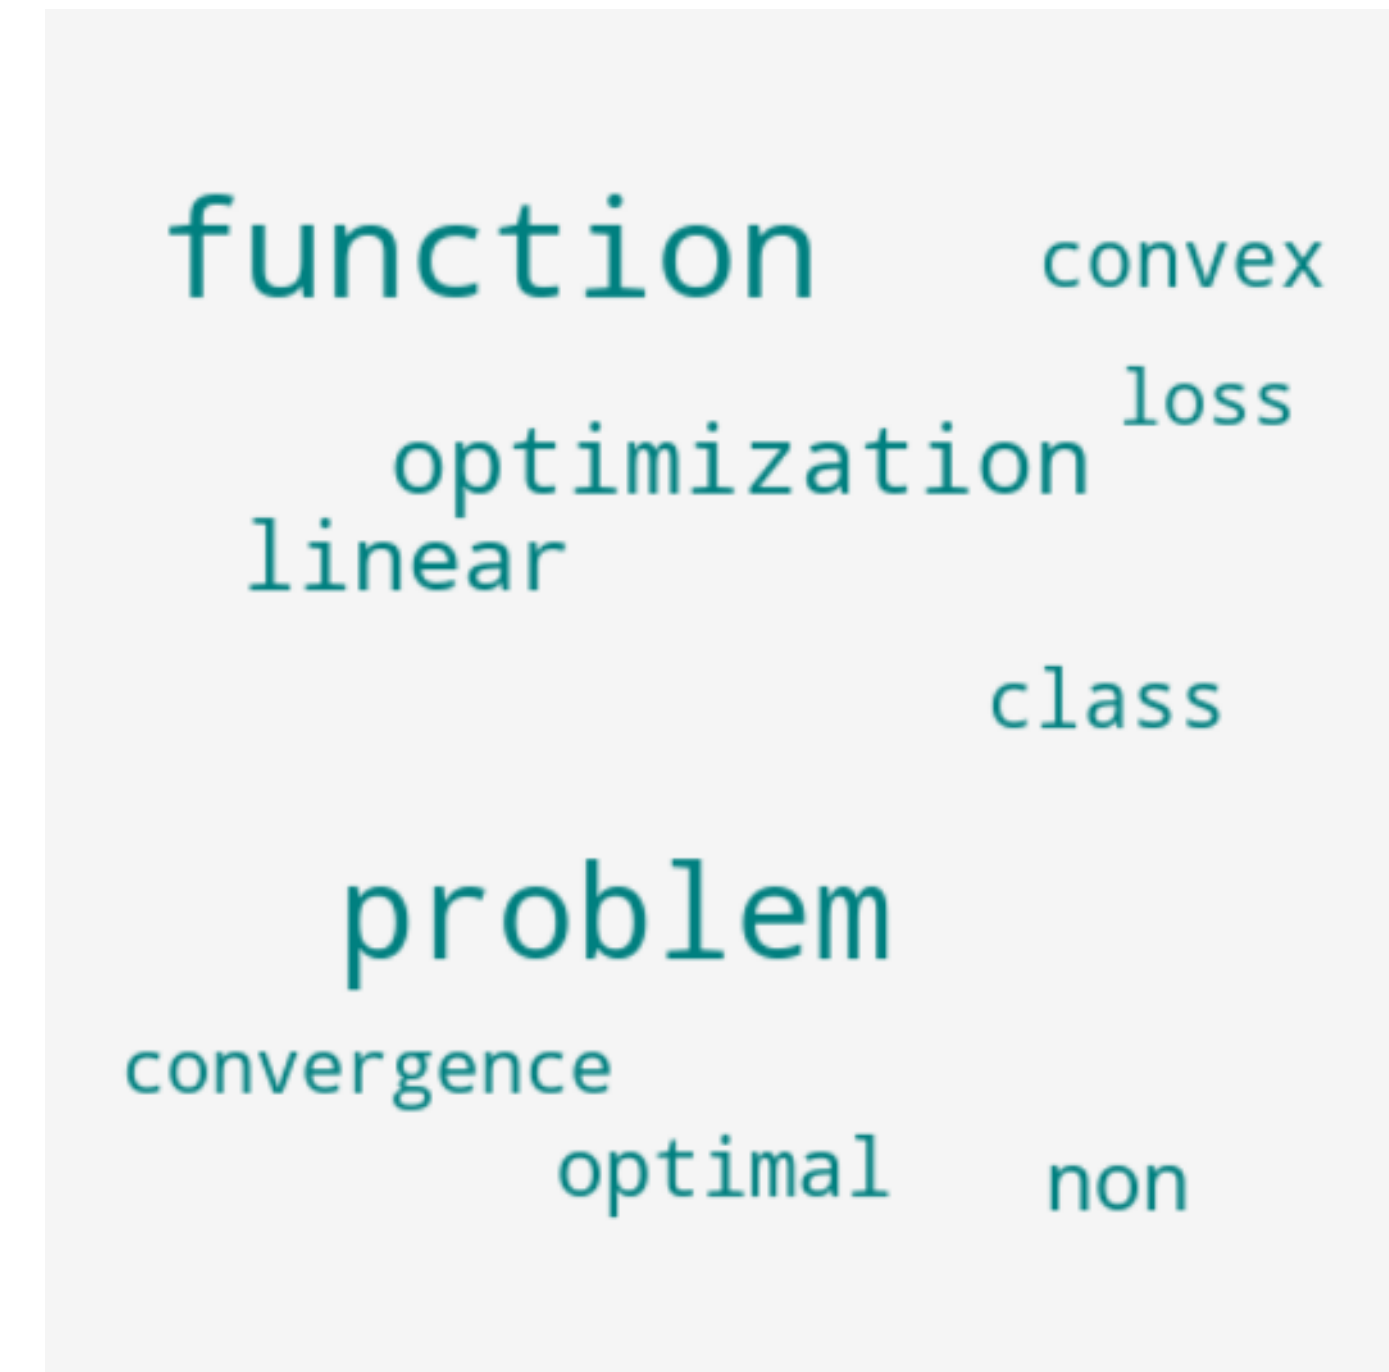 function
convex
loss
optimization
linear
class
problem
convergence
optimal
non